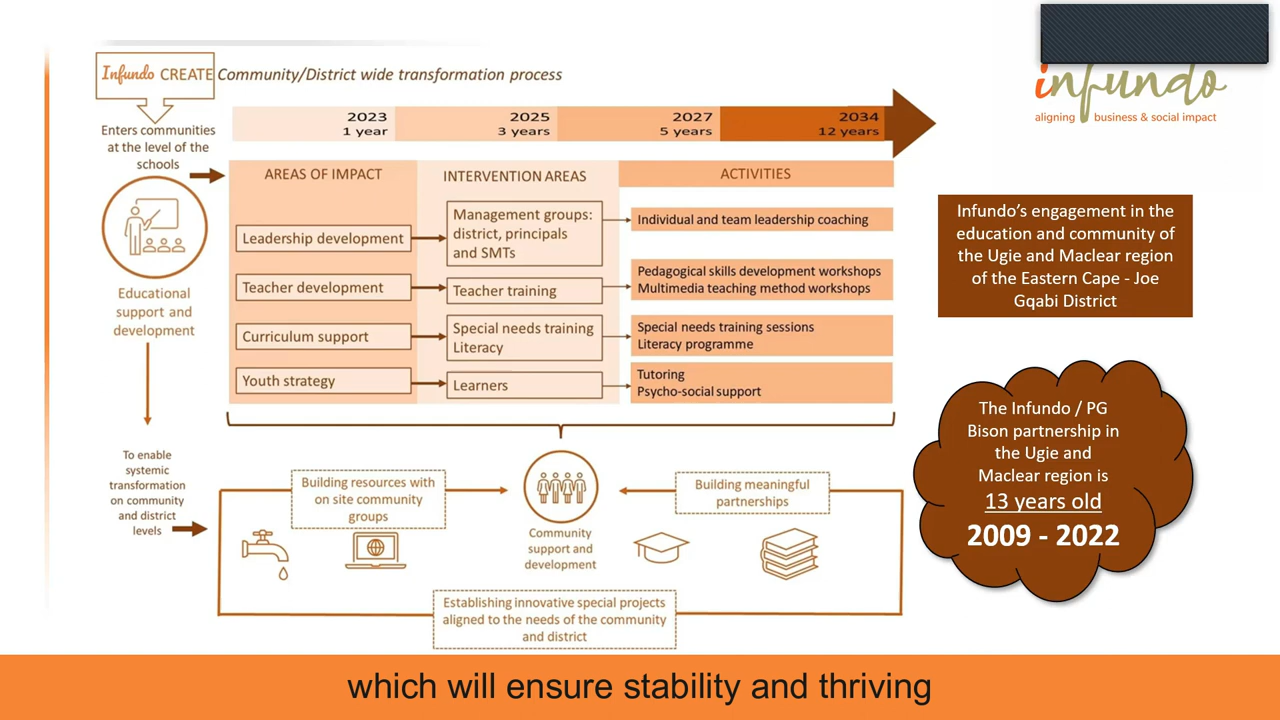 Infundo CREATE Community/District wide transformation process
infundo
aligning business & social impact
Enters communities
at the level of the
schools
2023
1 year
2025
3 years
2027
5 years
2034
12 years
AREAS OF IMPACT
INTERVENTION AREAS
ACTIVITIES
Leadership development
Management groups:
district, principals
and SMTs
Individual and team leadership coaching
Teacher development
Teacher training
Pedagogical skills development workshops
Multimedia teaching method workshops
Curriculum support
Special needs training
Literacy
Special needs training sessions
Literacy programme
Youth strategy
Learners
Tutoring
Psycho-social support
Educational
support and
development
Infundo's engagement in the
education and community of
the Ugie and Maclear region
of the Eastern Cape - Joe
Gqabi District
The Infundo / PG
Bison partnership in
the Ugie and
Maclear region is
13 years old
2009 - 2022
To enable
systemic
transformation
on community
and district
levels
Building resources with
on site community
groups
Community
support and
development
Building meaningful
partnerships
Establishing innovative special projects
aligned to the needs of the community
and district
which will ensure stability and thriving